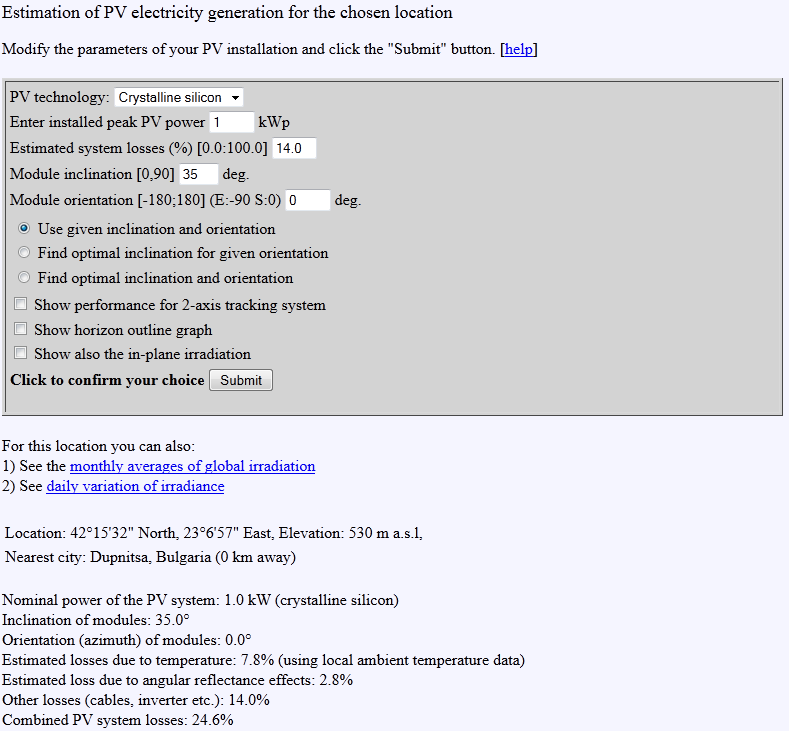 Estimation of PV electricity generation for the chosen location
Modify the parameters of your PV installation and click the "Submit" button. [help]
PV technology: Crystalline silicon
Enter installed peak PV power 1 kWp
Estimated system losses (%) [0.0:100.0] 14.0
Module inclination [0,90] 35 deg.
Module orientation [-180;180] (E:-90 S:0) 0 deg.
Use given inclination and orientation
Find optimal inclination for given orientation
Find optimal inclination and orientation
Show performance for 2-axis tracking system
Show horizon outline graph
Show also the in-plane irradiation
Click to confirm your choice Submit
For this location you can also:
1) See the monthly averages of global irradiation
2) See daily variation of irradiance
Location: 42°15'32" North, 23°6'57" East, Elevation: 530 m a.s.l,
Nearest city: Dupnitsa, Bulgaria (0 km away)
Nominal power of the PV system: 1.0 kW (crystalline silicon)
Inclination of modules: 35.0°
Orientation (azimuth) of modules: 0.0°
Estimated losses due to temperature: 7.8% (using local ambient temperature data)
Estimated loss due to angular reflectance effects: 2.8%
Other losses (cables, inverter etc.): 14.0%
Combined PV system losses: 24.6%